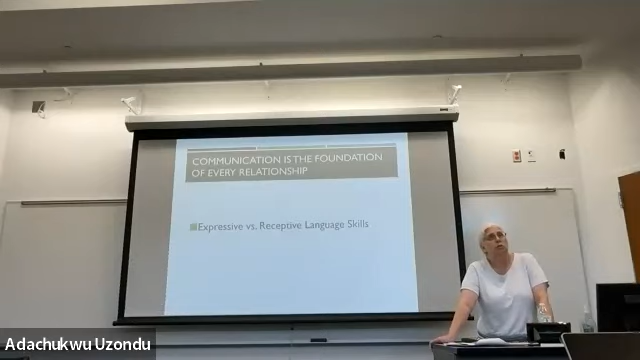 COMMUNICATION IS THE FOUNDATION
OF EVERY RELATIONSHIP
Expressive vs. Receptive Language Skills
Adachukwu Uzondu